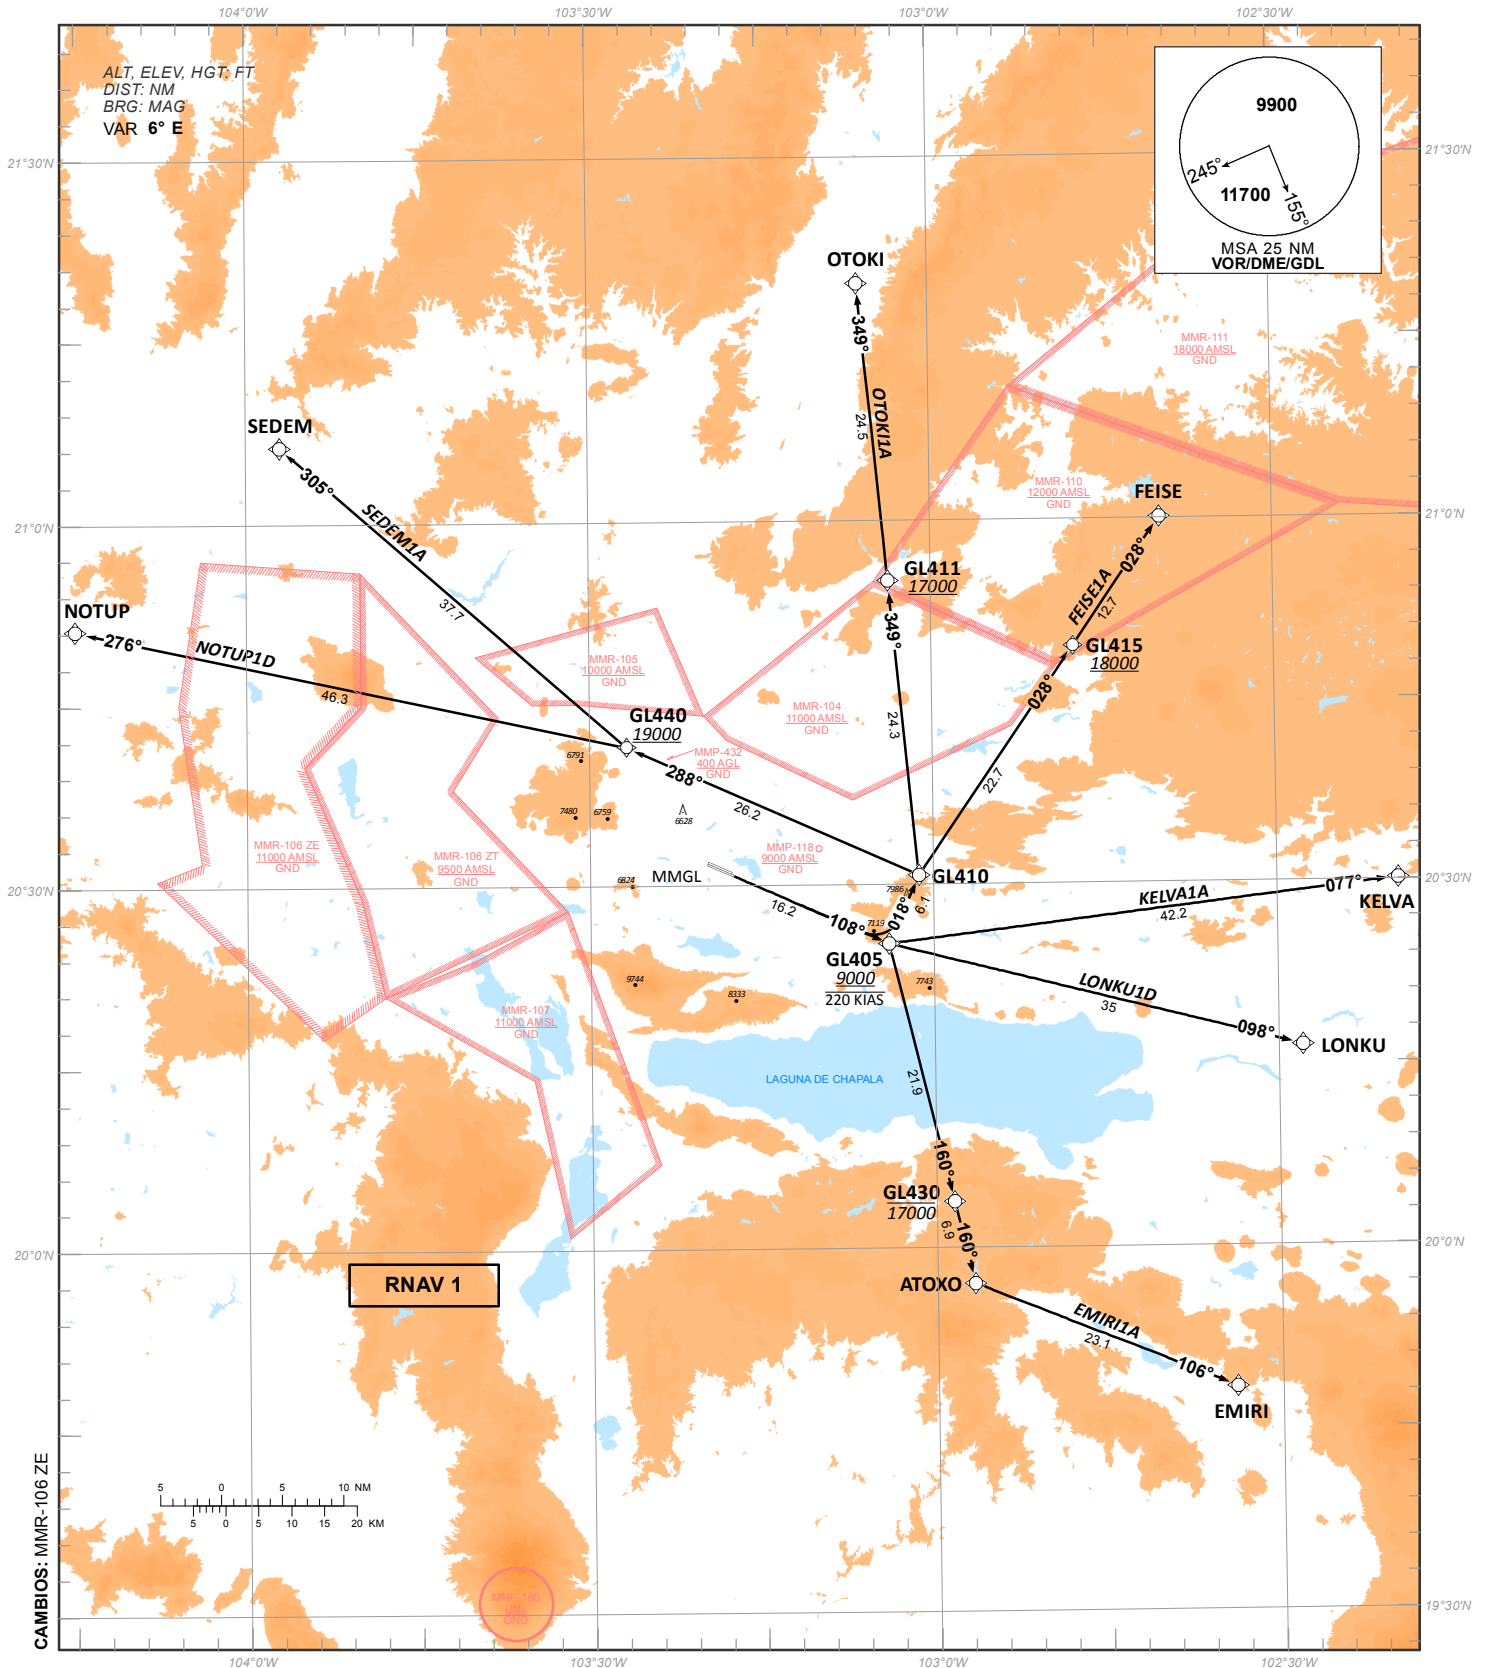 104°0'W
103°30'W
103°0'W
102°30'W
ALT, ELEV, HGT: FT
DIST: NM
BRG: MAG
VAR 6° E
9900
245°
11700
155°
MSA 25 NM
VOR/DME/GDL
21°30'N
21°30'N
OTOKI
349°
OTOKI1A
24.5
MMR-111
18000 AMSL
GND
SEDEM
305°
SEDEM1A
37.7
MMR-110
12000 AMSL
GND
FEISE
028°
FEISE1A
12.7
21°0'N
21°0'N
GL411
17000
349°
24.3
NOTUP
276°
NOTUP1D
46.3
GL415
18000
028°
22.7
MMR-105
10000 AMSL
GND
MMR-104
11000 AMSL
GND
GL440
19000
288°
26.2
MMP-432
400 AGL
GND
6791
7480
6759
6628
MMR-106 ZE
11000 AMSL
GND
MMR-106 ZT
9500 AMSL
GND
MMP-118
9000 AMSL
GND
MMGL
6824
16.2
108°
GL410
7986
6.1
018°
7119
20°30'N
20°30'N
077°
KELVA1A
42.2
KELVA
GL405
9000
220 KIAS
7743
9744
8333
LONKU1D
35
098°
LONKU
MMR-107
11000 AMSL
GND
LAGUNA DE CHAPALA
21.9
160°
GL430
17000
6.9
160°
20°0'N
20°0'N
RNAV 1
ATOXO
EMIRI1A
23.1
106°
EMIRI
CAMBIOS: MMR-106 ZE
5 0 5 10 NM
5 0 5 10 15 20 KM
MMP-160
UNL
GND
19°30'N
104°0'W
103°30'W
103°0'W
102°30'W